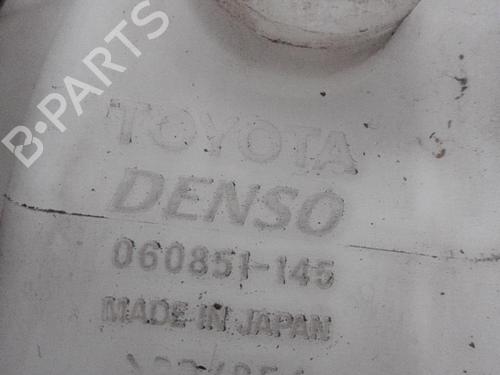 B-PARTS
TOYOTA
DENSO
060851-145
MADE IN JAPAN